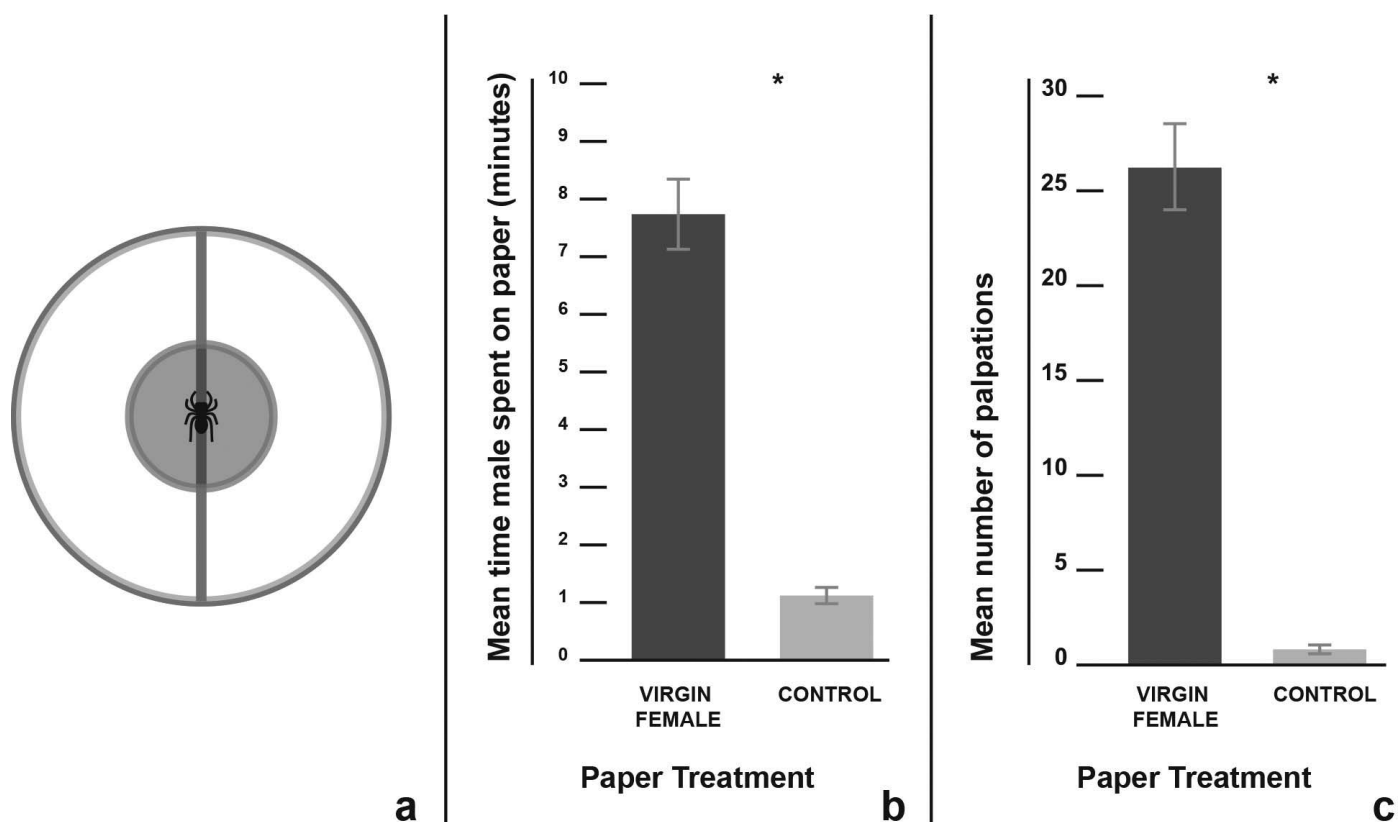 a
Mean time male spent on paper (minutes)
10
9
8
7
6
5
4
3
2
1
0
*
VIRGIN
FEMALE
CONTROL
Paper Treatment
b
Mean number of palpations
30
25
20
15
10
5
0
*
VIRGIN
FEMALE
CONTROL
Paper Treatment
c